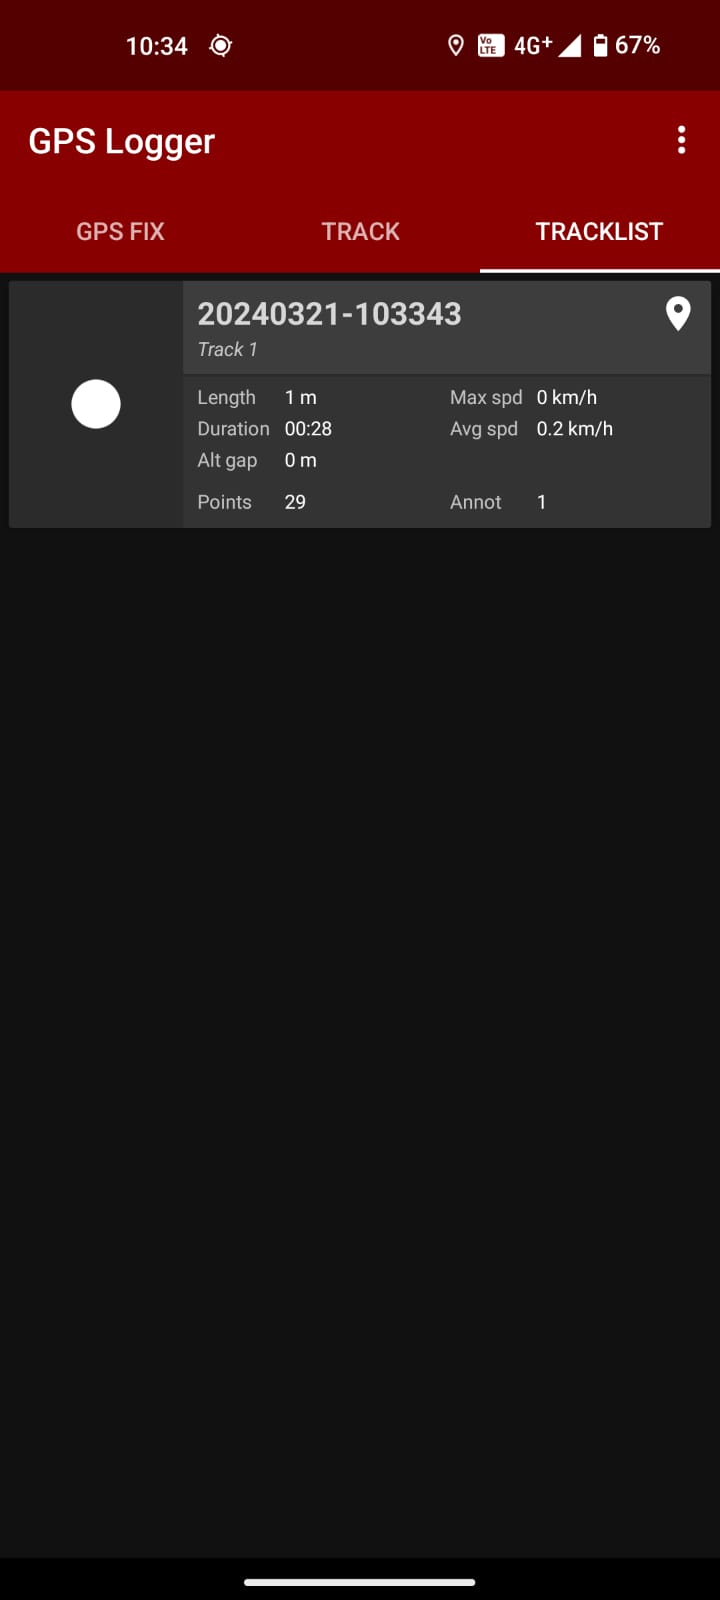 10:34 Vo LTE 4G+ 67%
GPS Logger
GPS FIX TRACK TRACKLIST
20240321-103343
Track 1
Length 1 m Max spd 0 km/h
Duration 00:28 Avg spd 0.2 km/h
Alt gap 0 m
Points 29 Annot 1